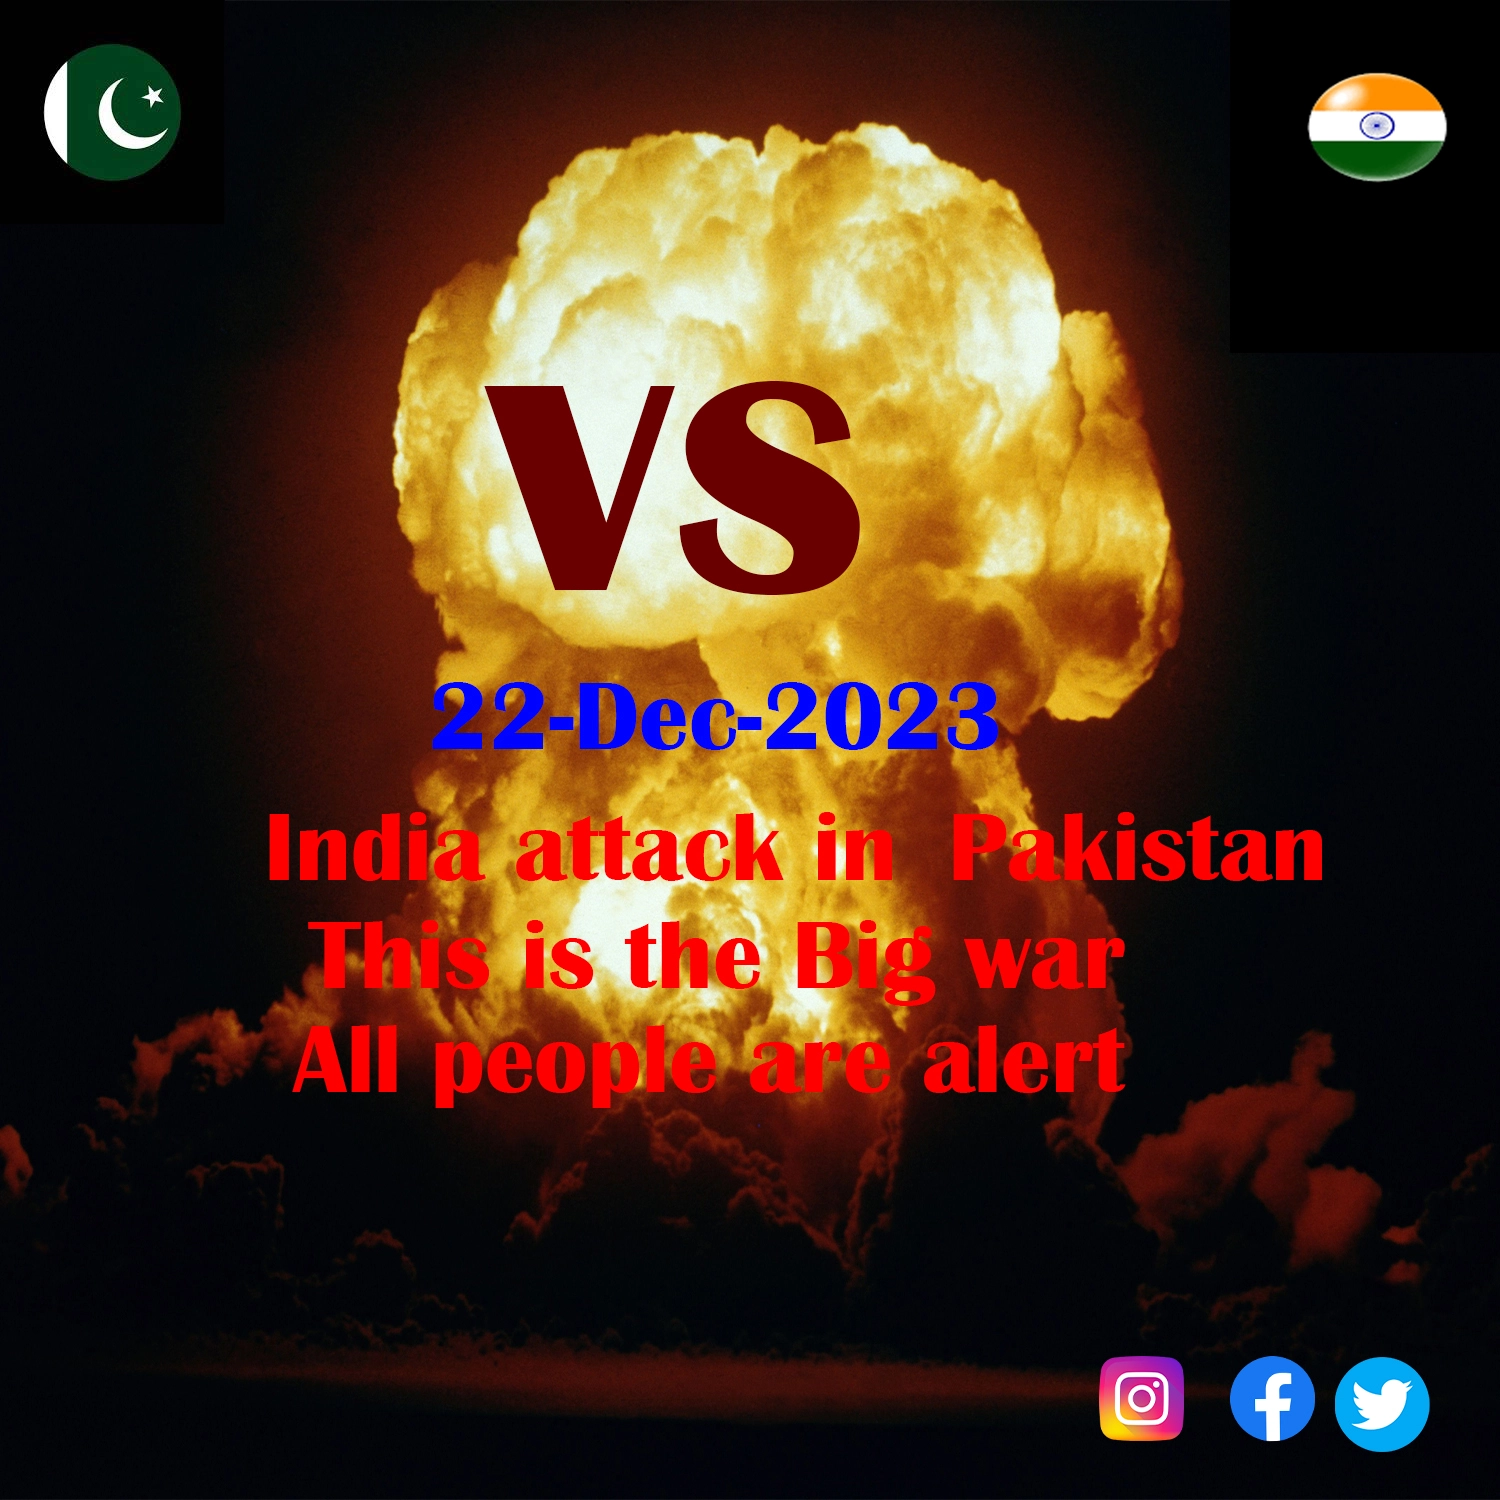 VS
22-Dec-2023
India attack in Pakistan
This is the Big war
All people are alert